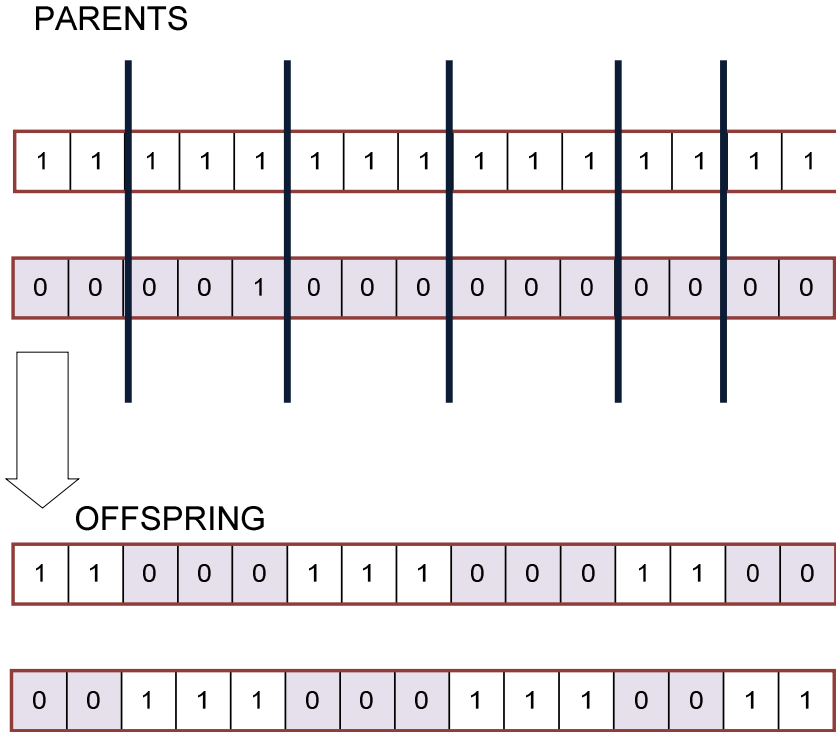 PARENTS
1 1 1 1 1 1 1 1 1 1 1 1 1 1 1
0 0 0 0 1 0 0 0 0 0 0 0 0 0 0
OFFSPRING
1 1 0 0 0 1 1 1 0 0 0 1 1 0 0
0 0 1 1 1 0 0 0 1 1 1 0 0 1 1